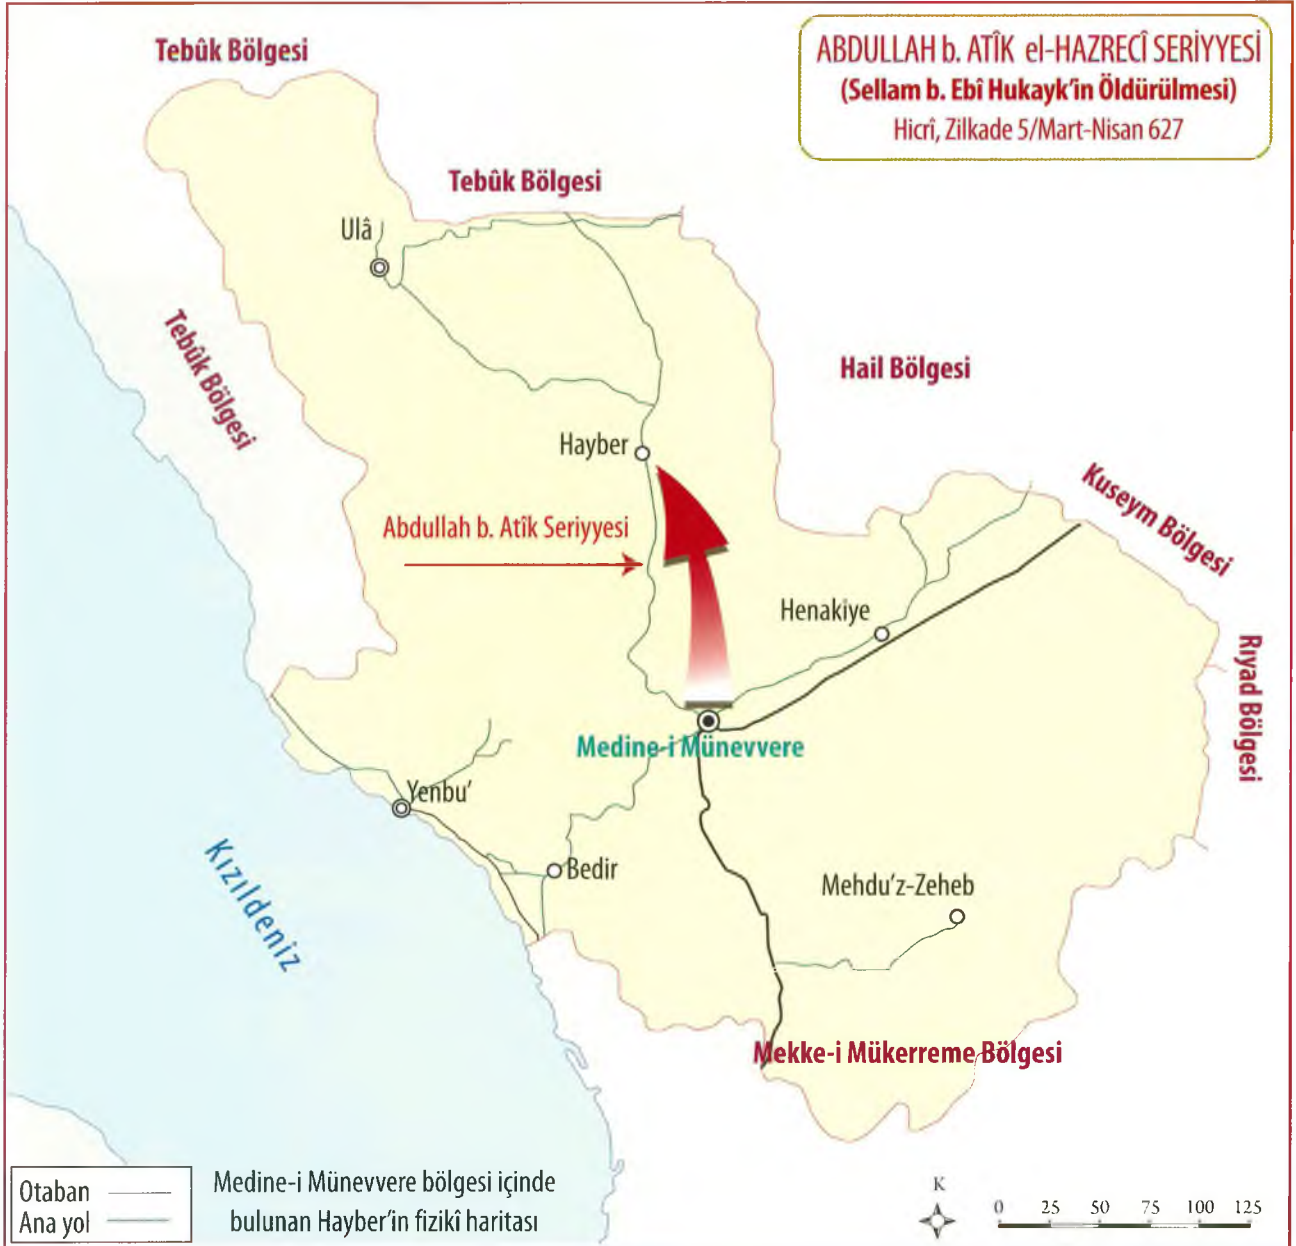 Tebûk Bölgesi
ABDULLAH b. ATÎK el-HAZRECÎ SERİYYESİ
(Sellam b. Ebî Hukayk'in Öldürülmesi)
Hicrî, Zilkade 5/Mart-Nisan 627
Tebûk Bölgesi
Ulâ
Tebûk Bölgesi
Hail Bölgesi
Hayber
Kuseym Bölgesi
Abdullah b. Atîk Seriyyesi
Henakiye
Rıyad Bölgesi
Medine-i Münevvere
Yenbu'
Kızıldeniz
Bedir
Mehdu'z-Zeheb
Mekke-i Mükerreme Bölgesi
Otaban
Ana yol
Medine-i Münevvere bölgesi içinde
bulunan Hayber'in fizikî haritası
K
0 25 50 75 100 125